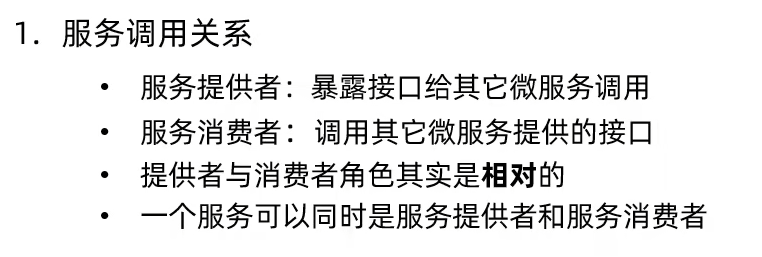 1. 服务调用关系
• 服务提供者：暴露接口给其它微服务调用
• 服务消费者：调用其它微服务提供的接口
• 提供者与消费者角色其实是相对的
• 一个服务可以同时是服务提供者和服务消费者